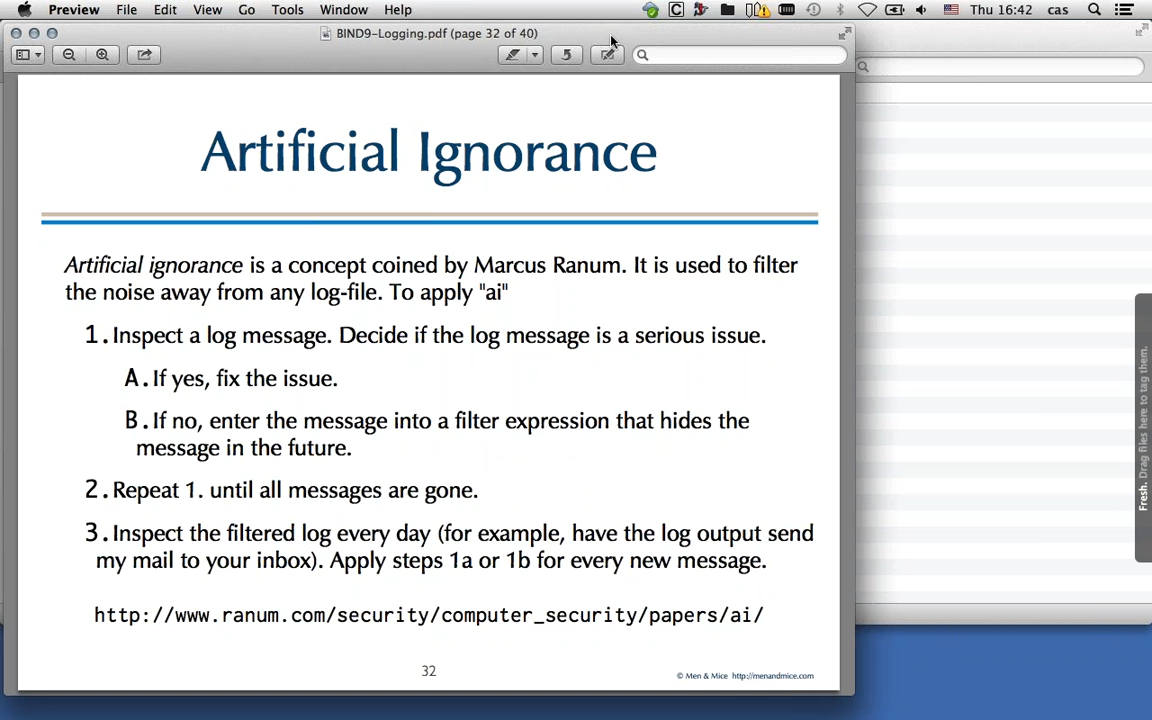 Preview File Edit View Go Tools Window Help Thu 16:42 cas
BIND9-Logging.pdf (page 32 of 40)
Artificial Ignorance
Artificial ignorance is a concept coined by Marcus Ranum. It is used to filter
the noise away from any log-file. To apply "ai"
1. Inspect a log message. Decide if the log message is a serious issue.
A. If yes, fix the issue.
B. If no, enter the message into a filter expression that hides the
message in the future.
2. Repeat 1. until all messages are gone.
3. Inspect the filtered log every day (for example, have the log output send
my mail to your inbox). Apply steps 1a or 1b for every new message.
http://www.ranum.com/security/computer_security/papers/ai/
32
© Men & Mice http://menandmice.com
Fresh. Drag files here to tag them.